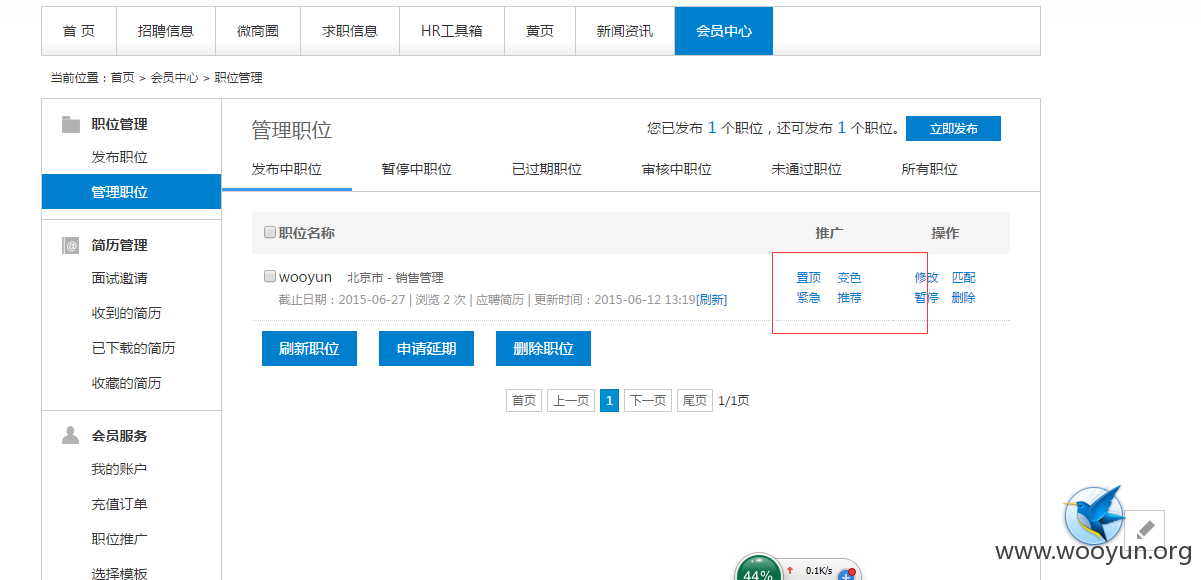 首 页 招聘信息 微商圈 求职信息 HR工具箱 黄页 新闻资讯 会员中心
当前位置：首页 > 会员中心 > 职位管理
职位管理
发布职位
管理职位
简历管理
面试邀请
收到的简历
已下载的简历
收藏的简历
会员服务
我的账户
充值订单
职位推广
选择模板
管理职位
您已发布 1 个职位，还可发布 1 个职位。 立即发布
发布中职位 暂停中职位 已过期职位 审核中职位 未通过职位 所有职位
职位名称 推广 操作
wooyun 北京市 - 销售管理 置顶 变色 修改 匹配
截止日期：2015-06-27 | 浏览 2 次 | 应聘简历 | 更新时间：2015-06-12 13:19[刷新] 紧急 推荐 暂停 删除
刷新职位 申请延期 删除职位
首页 上一页 1 下一页 尾页 1/1页
www.wooyun.org
44% 0.1K/s